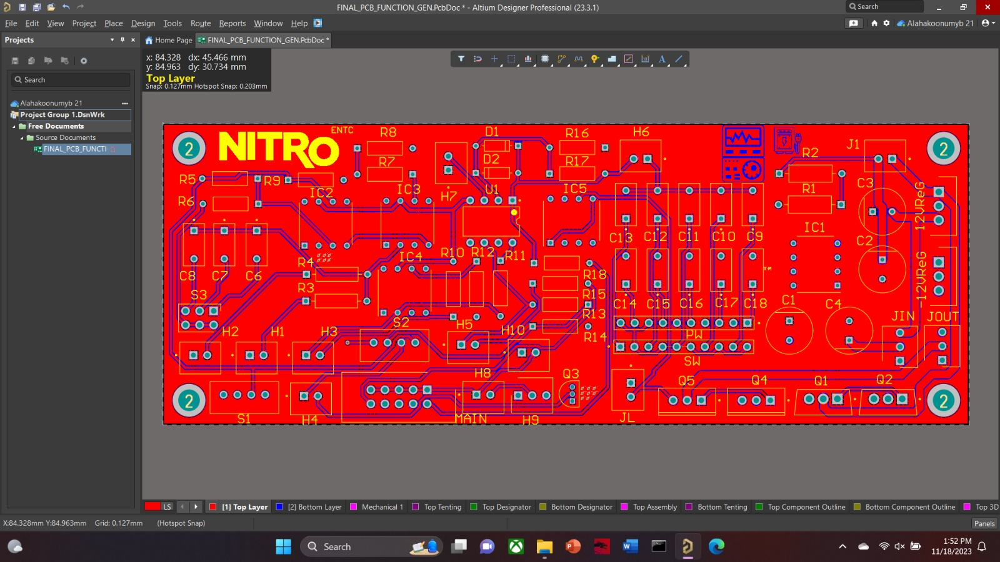 FINAL_PCB_FUNCTION_GEN.PcbDoc * - Altium Designer Professional (23.3.1)
Search
File Edit View Project Place Design Tools Route Reports Window Help
Alahakoonumyb 21
Projects
Home Page
FINAL_PCB_FUNCTION_GEN.PcbDoc *
x: 84.328 dx: 45.466 mm
y: 84.963 dy: 30.734 mm
Top Layer
Snap: 0.127mm Hotspot Snap: 0.203mm
Search
Alahakoonumyb 21
Project Group 1.DsnWrk
Free Documents
Source Documents
FINAL_PCB_FUNCTI
NITRO
ENTC
R8
D1
R16
H6
2
R7
D2
R17
R2
J1
2
R5
R9
IC2
IC3
H7
U1
IC5
R1
C3
12VReG
R6
C13
C12
C11
C10
C9
IC1
C2
R4
IC4
R10
R12
R11
C8
C7
C6
R18
TM
-12VReG
S3
R3
R15
C14
C15
C16
C17
C18
C1
C4
R13
JIN
JOUT
H2
H1
H3
S2
H5
H10
R14
PW
SW
H8
Q3
Q5
Q4
Q1
Q2
2
S1
H4
MAIN
H9
JL
2
LS
[1] Top Layer
[2] Bottom Layer
Mechanical 1
Top Tenting
Top Designator
Bottom Designator
Top Assembly
Bottom Tenting
Top Component Outline
Bottom Component Outline
Top 3D
X:84.328mm Y:84.963mm Grid: 0.127mm (Hotspot Snap)
Panels
Search
1:52 PM
11/18/2023